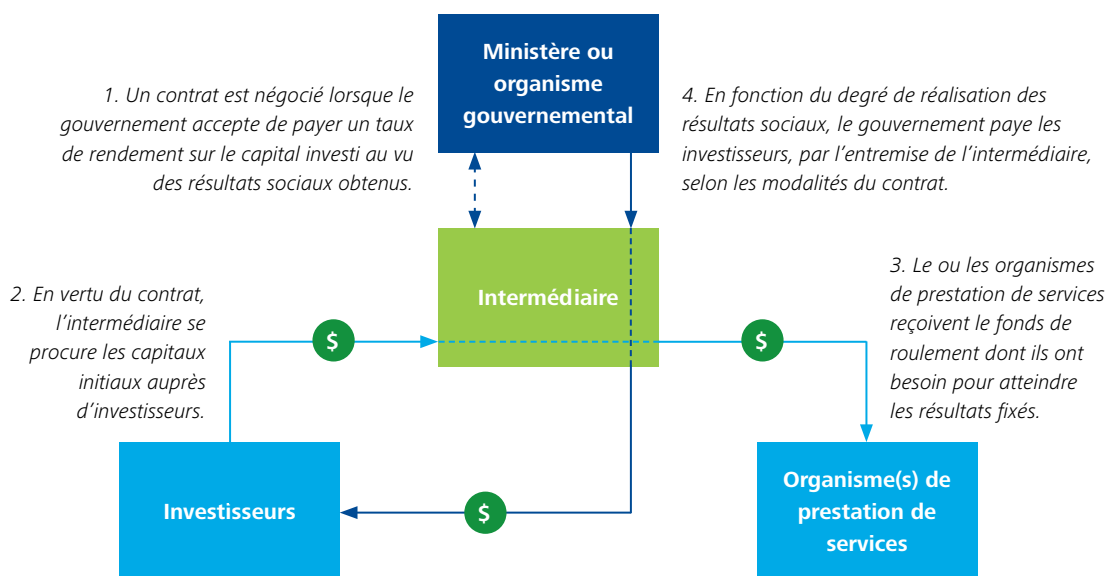 Ministère ou
organisme
gouvernemental
1. Un contrat est négocié lorsque le
gouvernement accepte de payer un taux
de rendement sur le capital investi au vu
des résultats sociaux obtenus.
4. En fonction du degré de réalisation des
résultats sociaux, le gouvernement paye les
investisseurs, par l’entremise de l’intermédiaire,
selon les modalités du contrat.
Intermédiaire
2. En vertu du contrat,
l’intermédiaire se
procure les capitaux
initiaux auprès
d’investisseurs.
$
$
3. Le ou les organismes
de prestation de services
reçoivent le fonds de
roulement dont ils ont
besoin pour atteindre
les résultats fixés.
Investisseurs
$
Organisme(s) de
prestation de
services